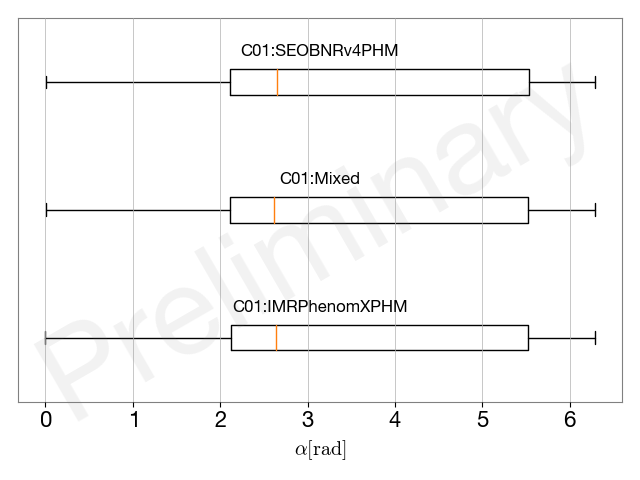 C01:SEOBNRv4PHM
C01:Mixed
C01:IMRPhenomXPHM
Preliminary
0 1 2 3 4 5 6
α[rad]